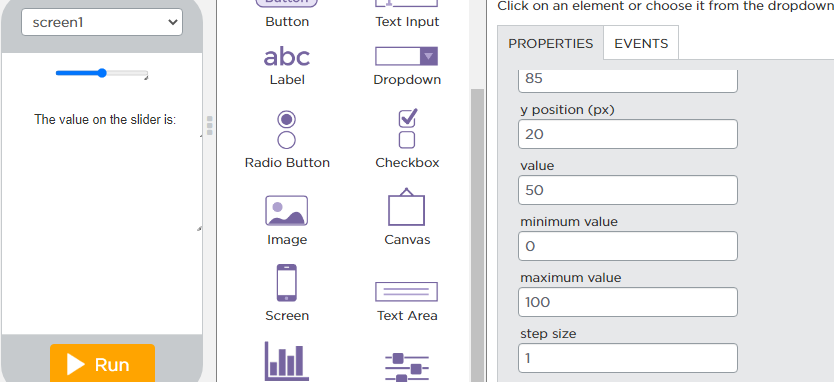 screen1
The value on the slider is:
Run
Button
Button
Text Input
abc
Label
Dropdown
Radio Button
Checkbox
Image
Canvas
Screen
Text Area
Click on an element or choose it from the dropdown
PROPERTIES
EVENTS
85
y position (px)
20
value
50
minimum value
0
maximum value
100
step size
1